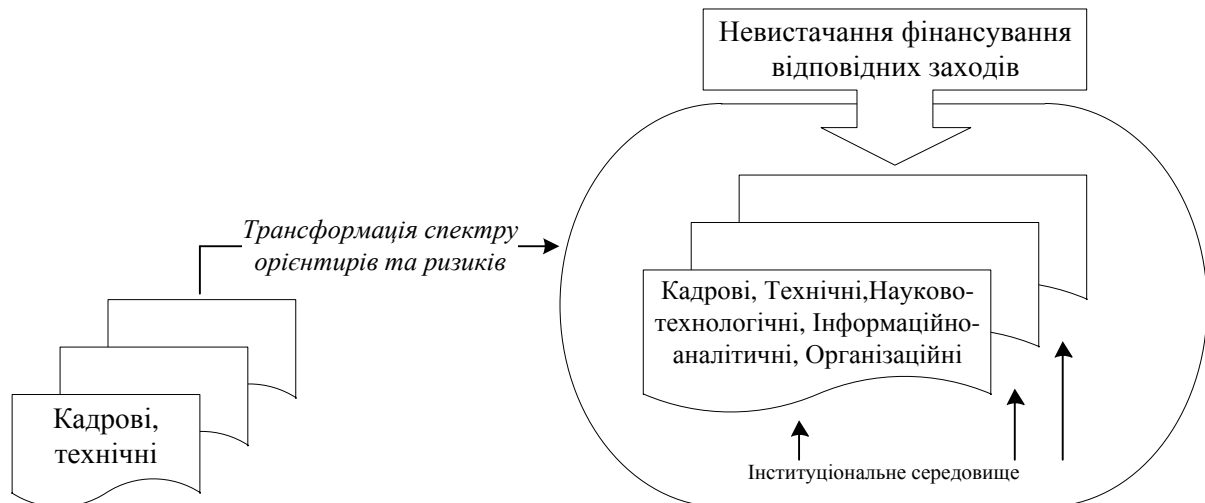 Невистачання фінансування
відповідних заходів
Трансформація спектру
орієнтирів та ризиків
Кадрові, Технічні,Науково-
технологічні, Інформаційно-
аналітичні, Організаційні
Кадрові,
технічні
Інституціональне середовище